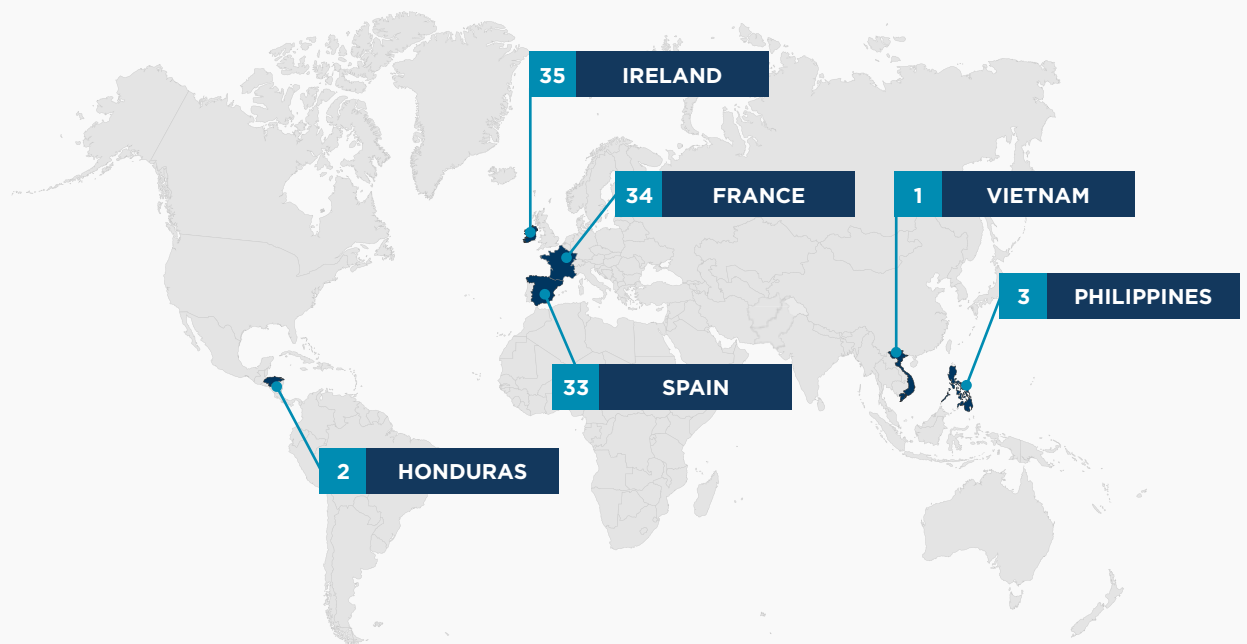 35 IRELAND
34 FRANCE
1 VIETNAM
3 PHILIPPINES
33 SPAIN
2 HONDURAS